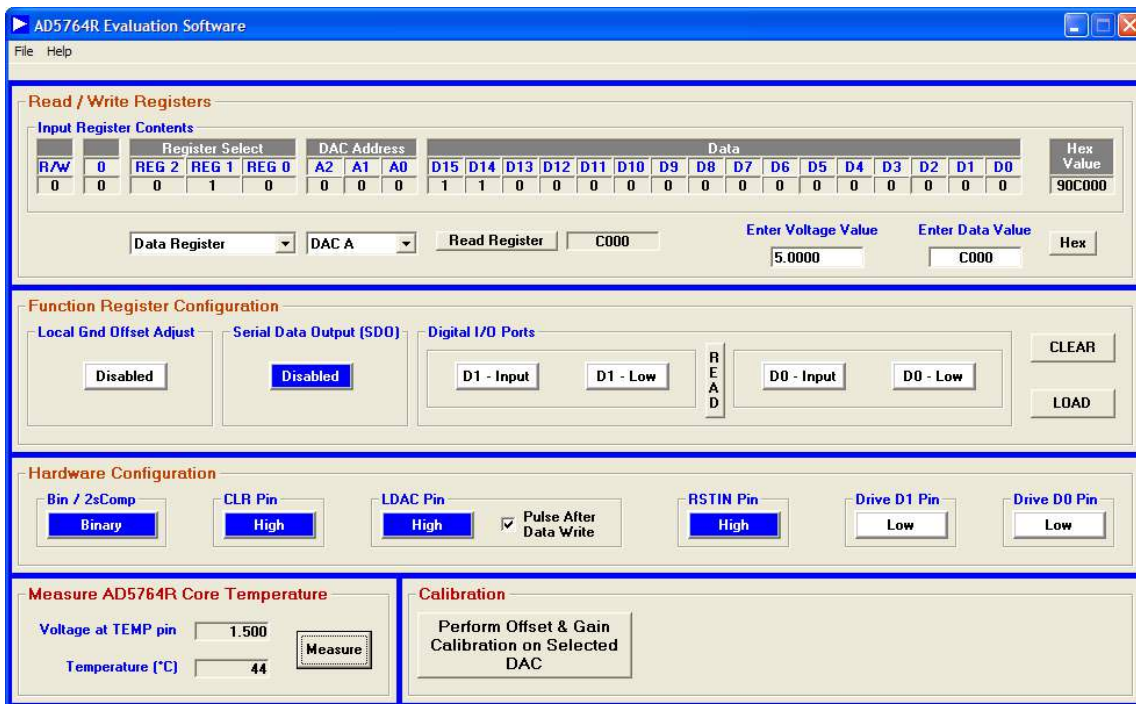 AD5764R Evaluation Software
File Help
Read / Write Registers
Input Register Contents
Register Select DAC Address Data Hex Value
R/W 0 REG 2 REG 1 REG 0 A2 A1 A0 D15 D14 D13 D12 D11 D10 D9 D8 D7 D6 D5 D4 D3 D2 D1 D0
0 0 0 1 0 0 0 0 1 1 0 0 0 0 0 0 0 0 0 0 0 0 0 0 90C000
Enter Voltage Value Enter Data Value
Data Register DAC A Read Register C000 5.0000 C000 Hex
Function Register Configuration
Local Gnd Offset Adjust Serial Data Output (SDO) Digital I/O Ports
Disabled Disabled D1 - Input D1 - Low READ D0 - Input D0 - Low
CLEAR
LOAD
Hardware Configuration
Bin / 2sComp CLR Pin LDAC Pin RSTIN Pin Drive D1 Pin Drive D0 Pin
Binary High High Pulse After Data Write High Low Low
Measure AD5764R Core Temperature
Voltage at TEMP pin 1.500
Temperature (°C) 44
Measure
Calibration
Perform Offset & Gain
Calibration on Selected
DAC